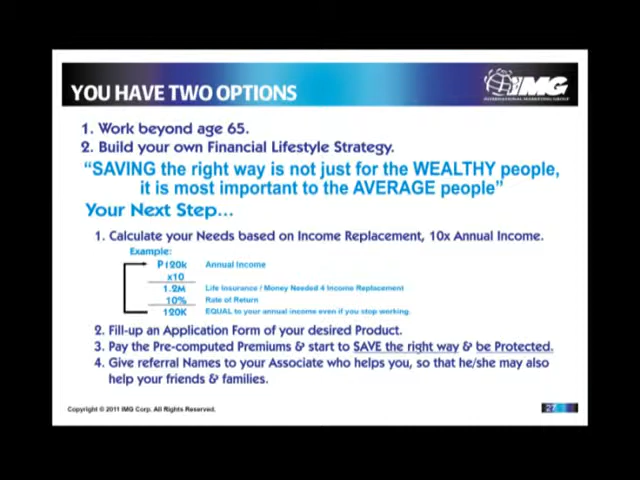 YOU HAVE TWO OPTIONS
IMG
INTERNATIONAL MARKETING GROUP
1. Work beyond age 65.
2. Build your own Financial Lifestyle Strategy.
“SAVING the right way is not just for the WEALTHY people,
it is most important to the AVERAGE people”
Your Next Step...
1. Calculate your Needs based on Income Replacement, 10x Annual Income.
Example:
P120k Annual Income
x10
1.2M Life Insurance / Money Needed 4 Income Replacement
10% Rate of Return
120K EQUAL to your annual income even if you stop working.
2. Fill-up an Application Form of your desired Product.
3. Pay the Pre-computed Premiums & start to SAVE the right way & be Protected.
4. Give referral Names to your Associate who helps you, so that he/she may also
help your friends & families.
Copyright © 2011 IMG Corp. All Rights Reserved.
27